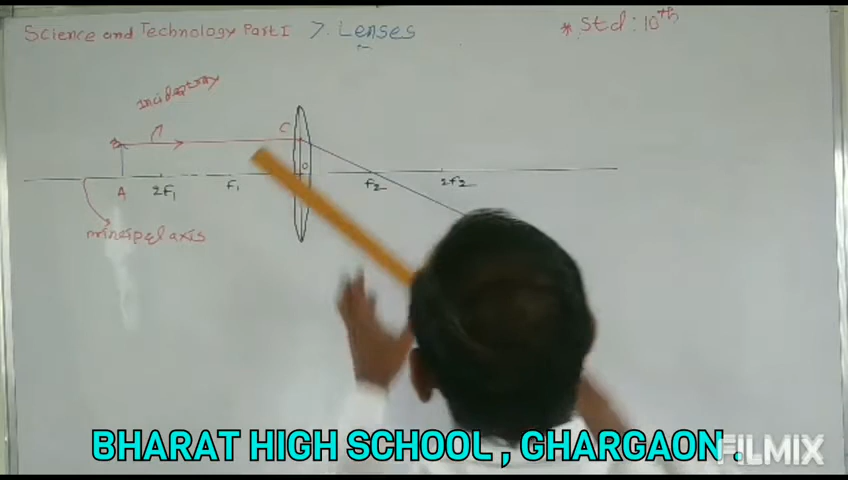 Science and Technology Part I 7. Lenses
* Std : 10th
Incident ray
C
O
A 2F₁ F₁ F₂ 2F₂
principal axis
BHARAT HIGH SCHOOL , GHARGAON .
FILMIX